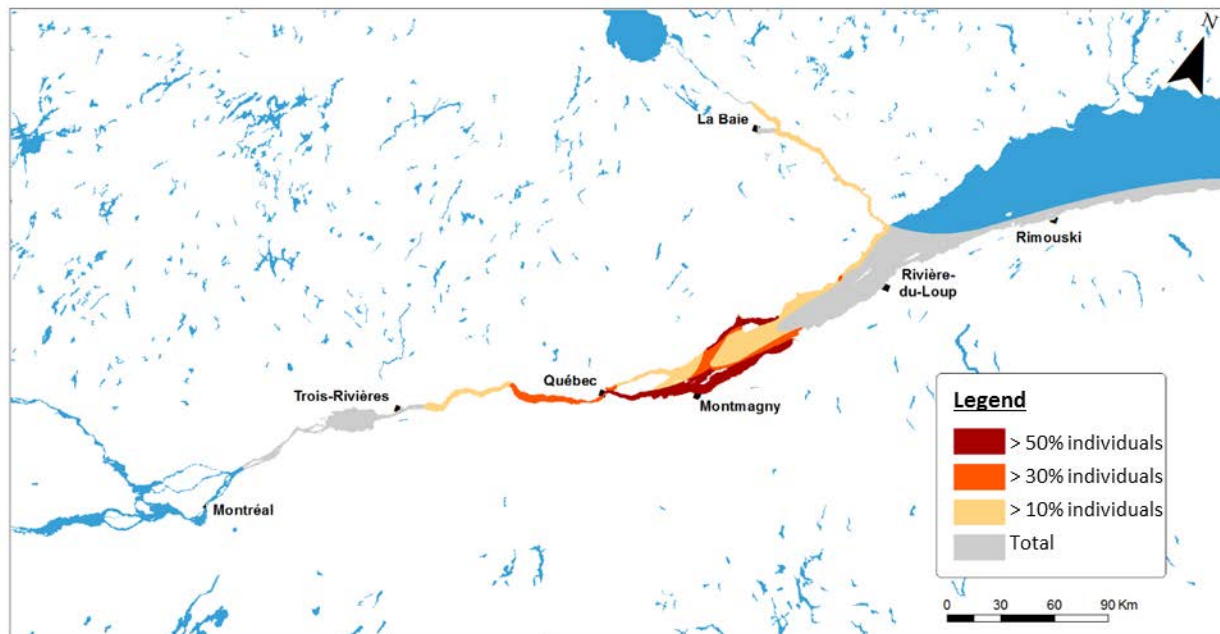 N
La Baie
Rimouski
Rivière-
du-Loup
Québec
Trois-Rivières
Montmagny
Montréal
Legend
> 50% individuals
> 30% individuals
> 10% individuals
Total
0 30 60 90 Km